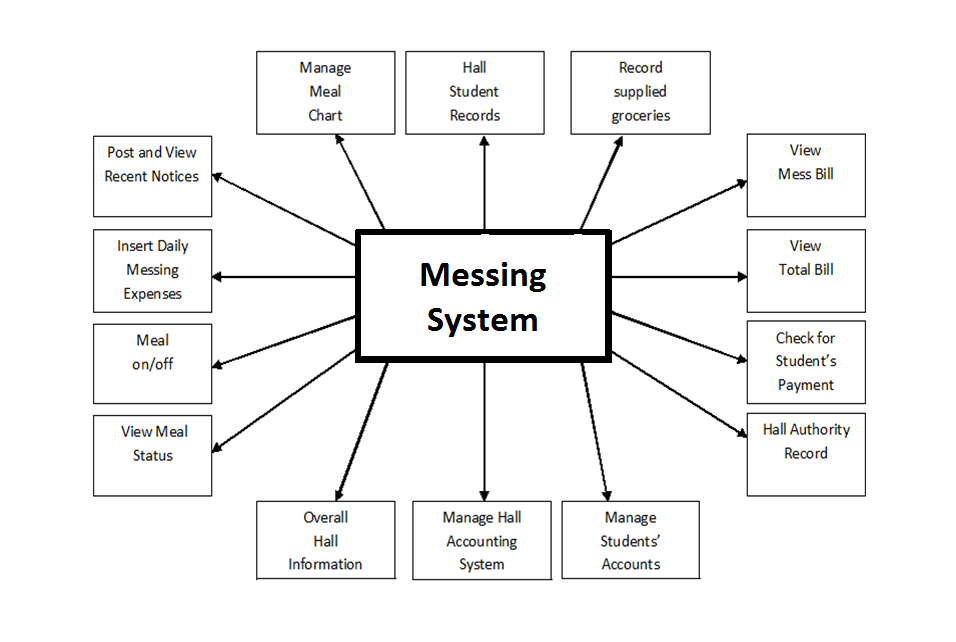 Manage
Meal
Chart
Hall
Student
Records
Record
supplied
groceries
Post and View
Recent Notices
View
Mess Bill
Insert Daily
Messing
Expenses
View
Total Bill
Messing
System
Meal
on/off
Check for
Student’s
Payment
View Meal
Status
Hall Authority
Record
Overall
Hall
Information
Manage Hall
Accounting
System
Manage
Students’
Accounts